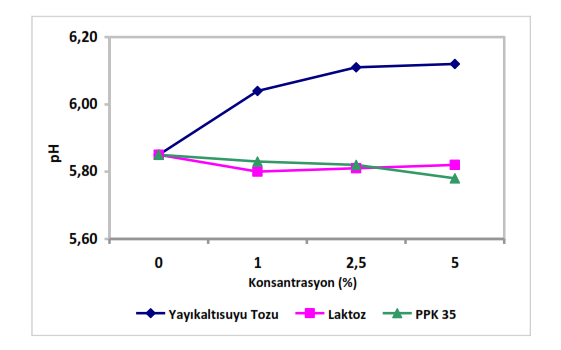 6,20
6,00
5,80
5,60
pH
0 1 2,5 5
Konsantrasyon (%)
Yayıkaltısuyu Tozu Laktoz PPK 35